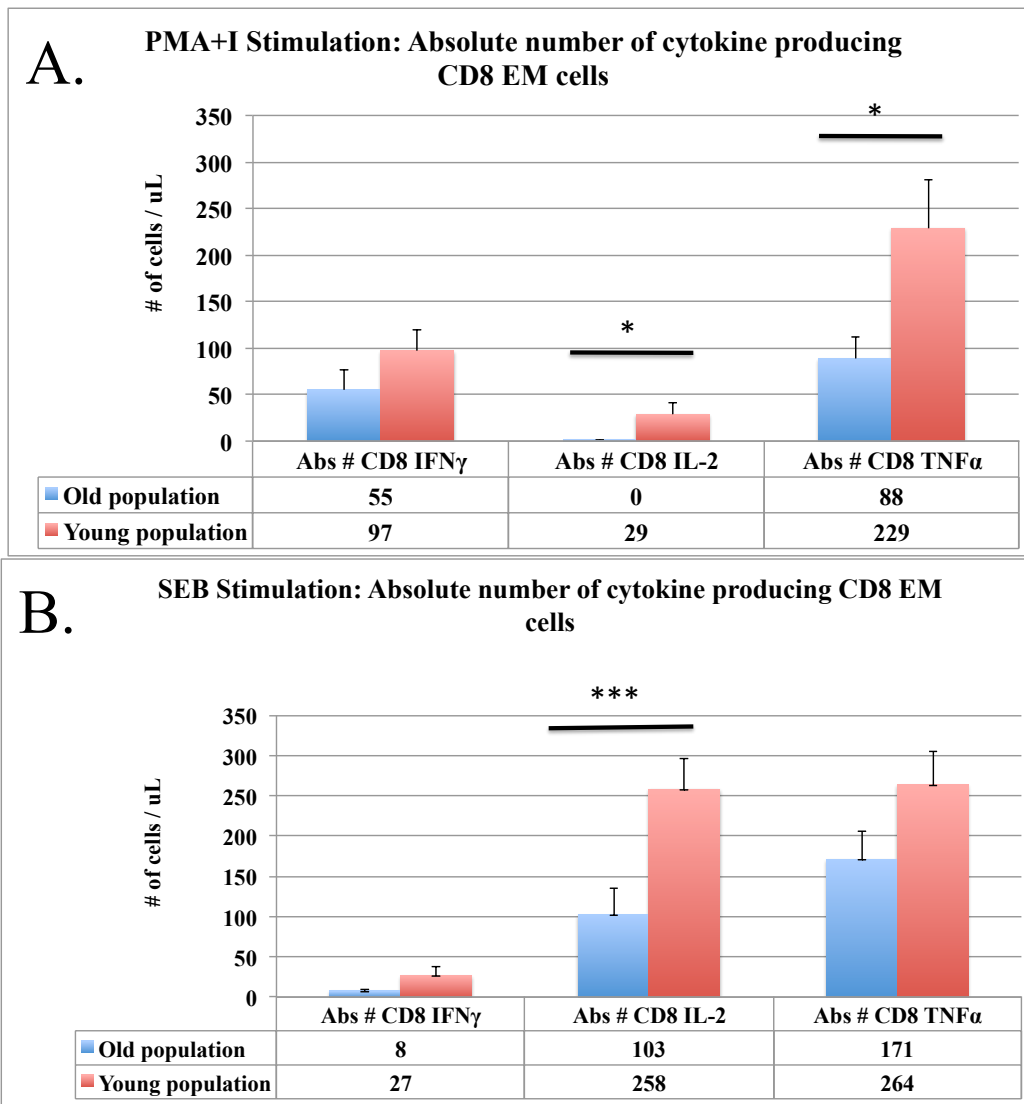 A.
PMA+I Stimulation: Absolute number of cytokine producing
CD8 EM cells
# of cells / uL
350
300
250
200
150
100
50
0
*
*
Abs # CD8 IFNγ Abs # CD8 IL-2 Abs # CD8 TNFα
Old population 55 0 88
Young population 97 29 229
B.
SEB Stimulation: Absolute number of cytokine producing CD8 EM
cells
# of cells / uL
350
300
250
200
150
100
50
0
***
Abs # CD8 IFNγ Abs # CD8 IL-2 Abs # CD8 TNFα
Old population 8 103 171
Young population 27 258 264